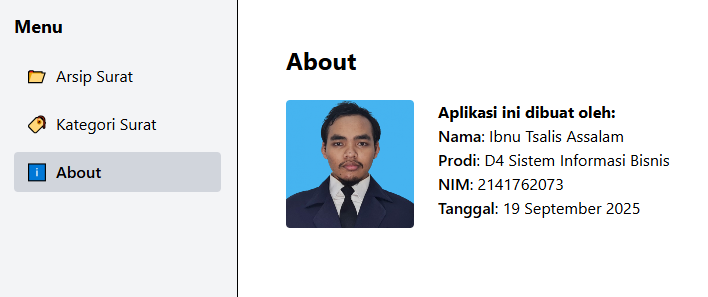 Menu
Arsip Surat
Kategori Surat
About
About
Aplikasi ini dibuat oleh:
Nama: Ibnu Tsalis Assalam
Prodi: D4 Sistem Informasi Bisnis
NIM: 2141762073
Tanggal: 19 September 2025